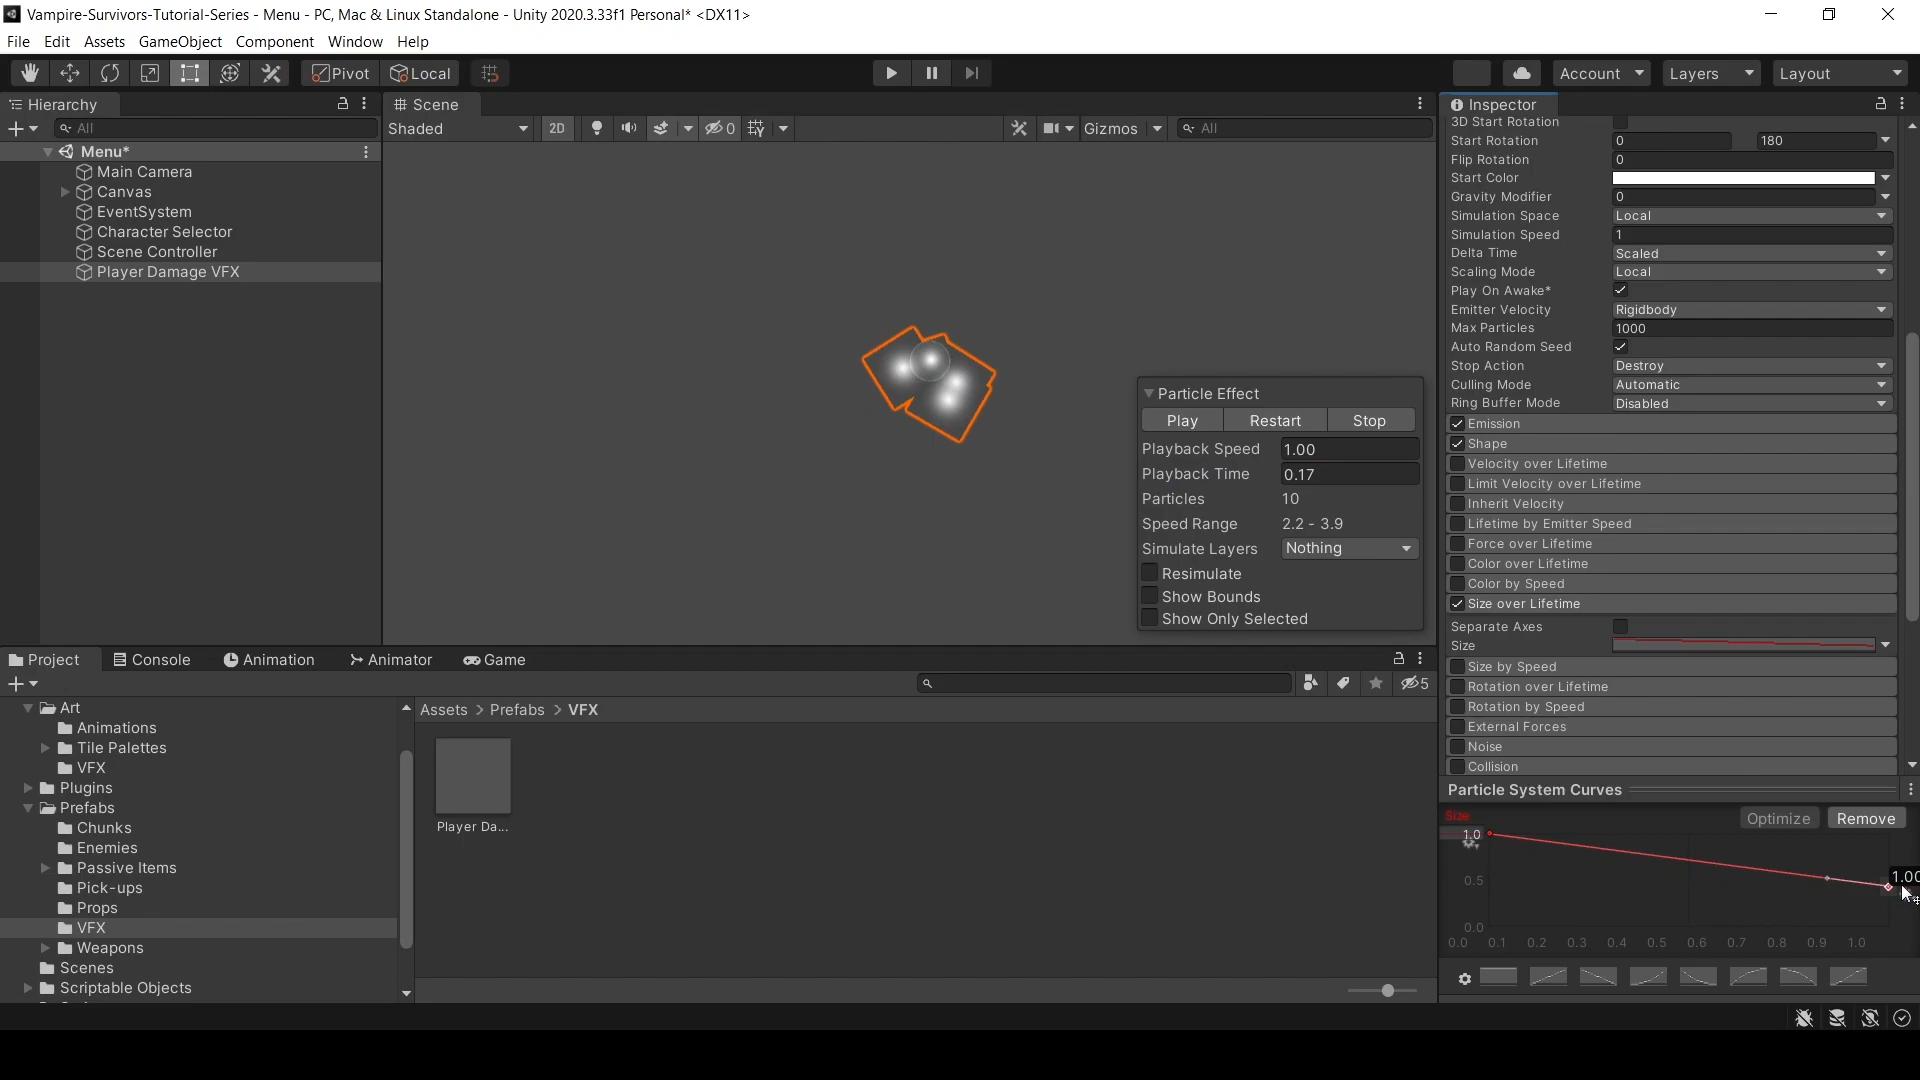 Vampire-Survivors-Tutorial-Series - Menu - PC, Mac & Linux Standalone - Unity 2020.3.33f1 Personal* <DX11>
File Edit Assets GameObject Component Window Help
Pivot Local Account Layers Layout
Hierarchy
All
Menu*
Main Camera
Canvas
EventSystem
Character Selector
Scene Controller
Player Damage VFX
Scene
Shaded 2D 0 Gizmos All
Particle Effect
Play Restart Stop
Playback Speed 1.00
Playback Time 0.17
Particles 10
Speed Range 2.2 - 3.9
Simulate Layers Nothing
Resimulate
Show Bounds
Show Only Selected
Inspector
3D Start Rotation
Start Rotation 0 180
Flip Rotation 0
Start Color
Gravity Modifier 0
Simulation Space Local
Simulation Speed 1
Delta Time Scaled
Scaling Mode Local
Play On Awake*
Emitter Velocity Rigidbody
Max Particles 1000
Auto Random Seed
Stop Action Destroy
Culling Mode Automatic
Ring Buffer Mode Disabled
Emission
Shape
Velocity over Lifetime
Limit Velocity over Lifetime
Inherit Velocity
Lifetime by Emitter Speed
Force over Lifetime
Color over Lifetime
Color by Speed
Size over Lifetime
Separate Axes
Size
Size by Speed
Rotation over Lifetime
Rotation by Speed
External Forces
Noise
Collision
Particle System Curves
Size Optimize Remove
1.0
1.00
0.5
0.0
0.0 0.1 0.2 0.3 0.4 0.5 0.6 0.7 0.8 0.9 1.0
Project Console Animation Animator Game
5
Art
Animations
Tile Palettes
VFX
Plugins
Prefabs
Chunks
Enemies
Passive Items
Pick-ups
Props
VFX
Weapons
Scenes
Scriptable Objects
Assets > Prefabs > VFX
Player Da...